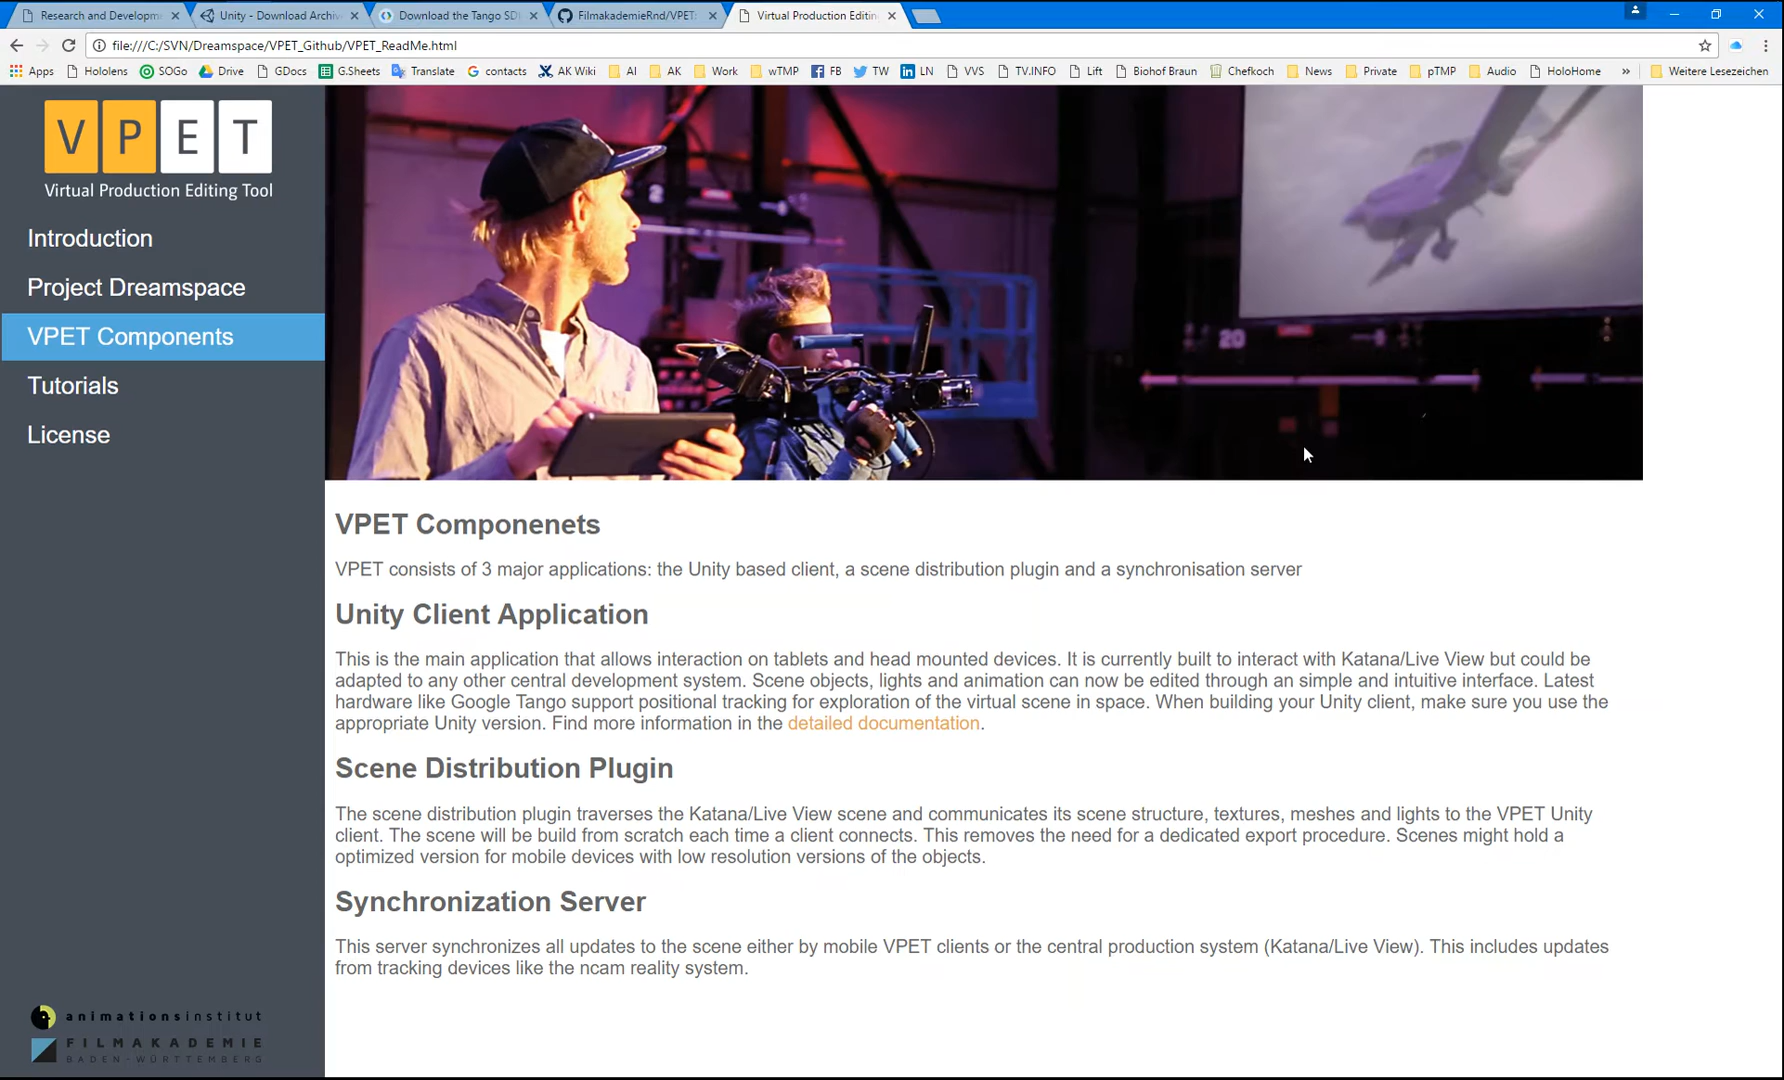 Research and Developm
Unity - Download Archiv
Download the Tango SD
FilmakademieRnd/VPET:
Virtual Production Editin
file:///C:/SVN/Dreamspace/VPET_Github/VPET_ReadMe.html
Apps Hololens SOGo Drive GDocs G.Sheets Translate contacts AK Wiki AI AK Work wTMP FB TW LN VVS TV.INFO Lift Biohof Braun Chefkoch News Private pTMP Audio HoloHome » Weitere Lesezeichen
VPET
Virtual Production Editing Tool
Introduction
Project Dreamspace
VPET Components
Tutorials
License
animationsinstitut
FILMAKADEMIE
BADEN-WÜRTTEMBERG
2
20
VPET Componenets
VPET consists of 3 major applications: the Unity based client, a scene distribution plugin and a synchronisation server
Unity Client Application
This is the main application that allows interaction on tablets and head mounted devices. It is currently built to interact with Katana/Live View but could be
adapted to any other central development system. Scene objects, lights and animation can now be edited through an simple and intuitive interface. Latest
hardware like Google Tango support positional tracking for exploration of the virtual scene in space. When building your Unity client, make sure you use the
appropriate Unity version. Find more information in the detailed documentation.
Scene Distribution Plugin
The scene distribution plugin traverses the Katana/Live View scene and communicates its scene structure, textures, meshes and lights to the VPET Unity
client. The scene will be build from scratch each time a client connects. This removes the need for a dedicated export procedure. Scenes might hold a
optimized version for mobile devices with low resolution versions of the objects.
Synchronization Server
This server synchronizes all updates to the scene either by mobile VPET clients or the central production system (Katana/Live View). This includes updates
from tracking devices like the ncam reality system.